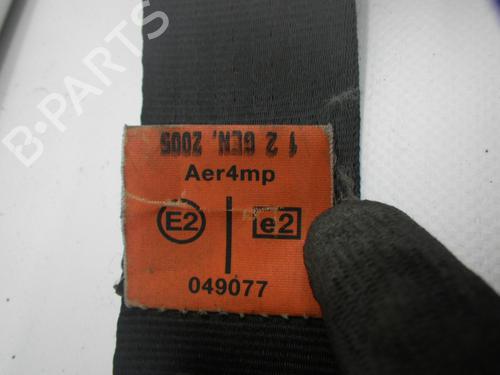 B-PARTS
1 2 GEN. 2005
Aer4mp
E2 e2
049077